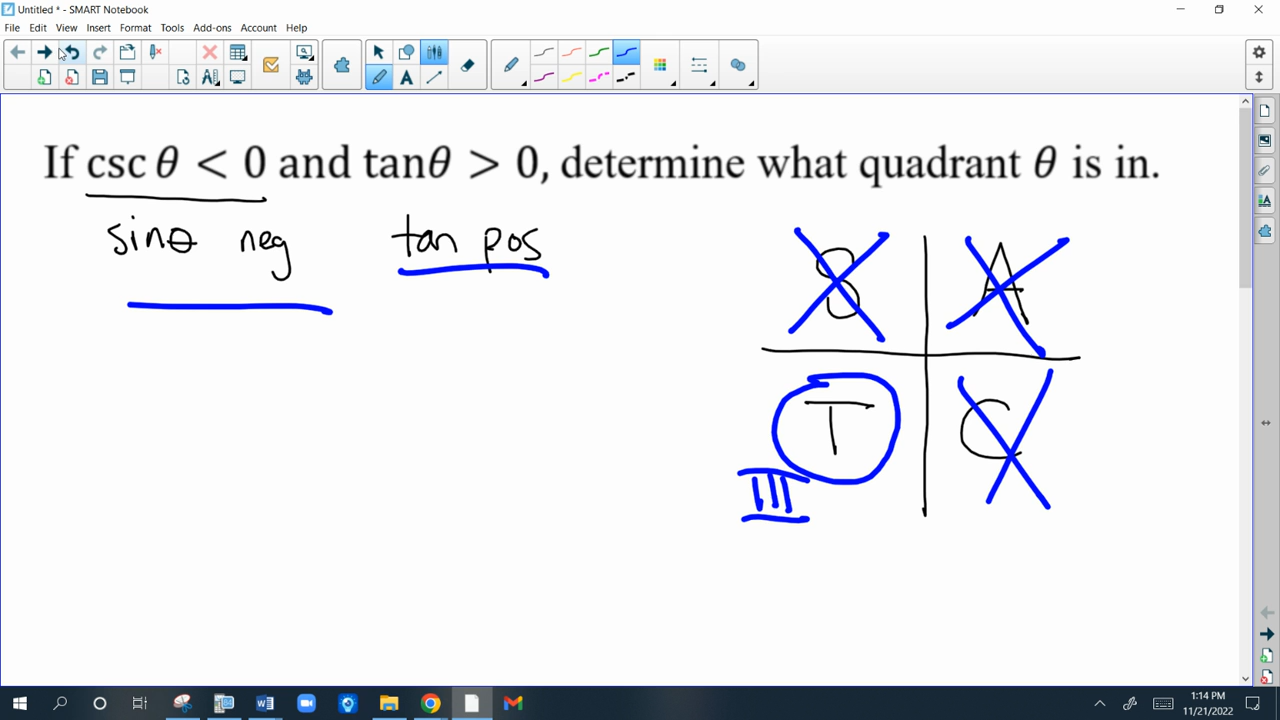 Untitled * - SMART Notebook
File Edit View Insert Format Tools Add-ons Account Help
If csc θ < 0 and tanθ > 0, determine what quadrant θ is in.
sinθ neg tan pos
S A
T C
III
1:14 PM
11/21/2022